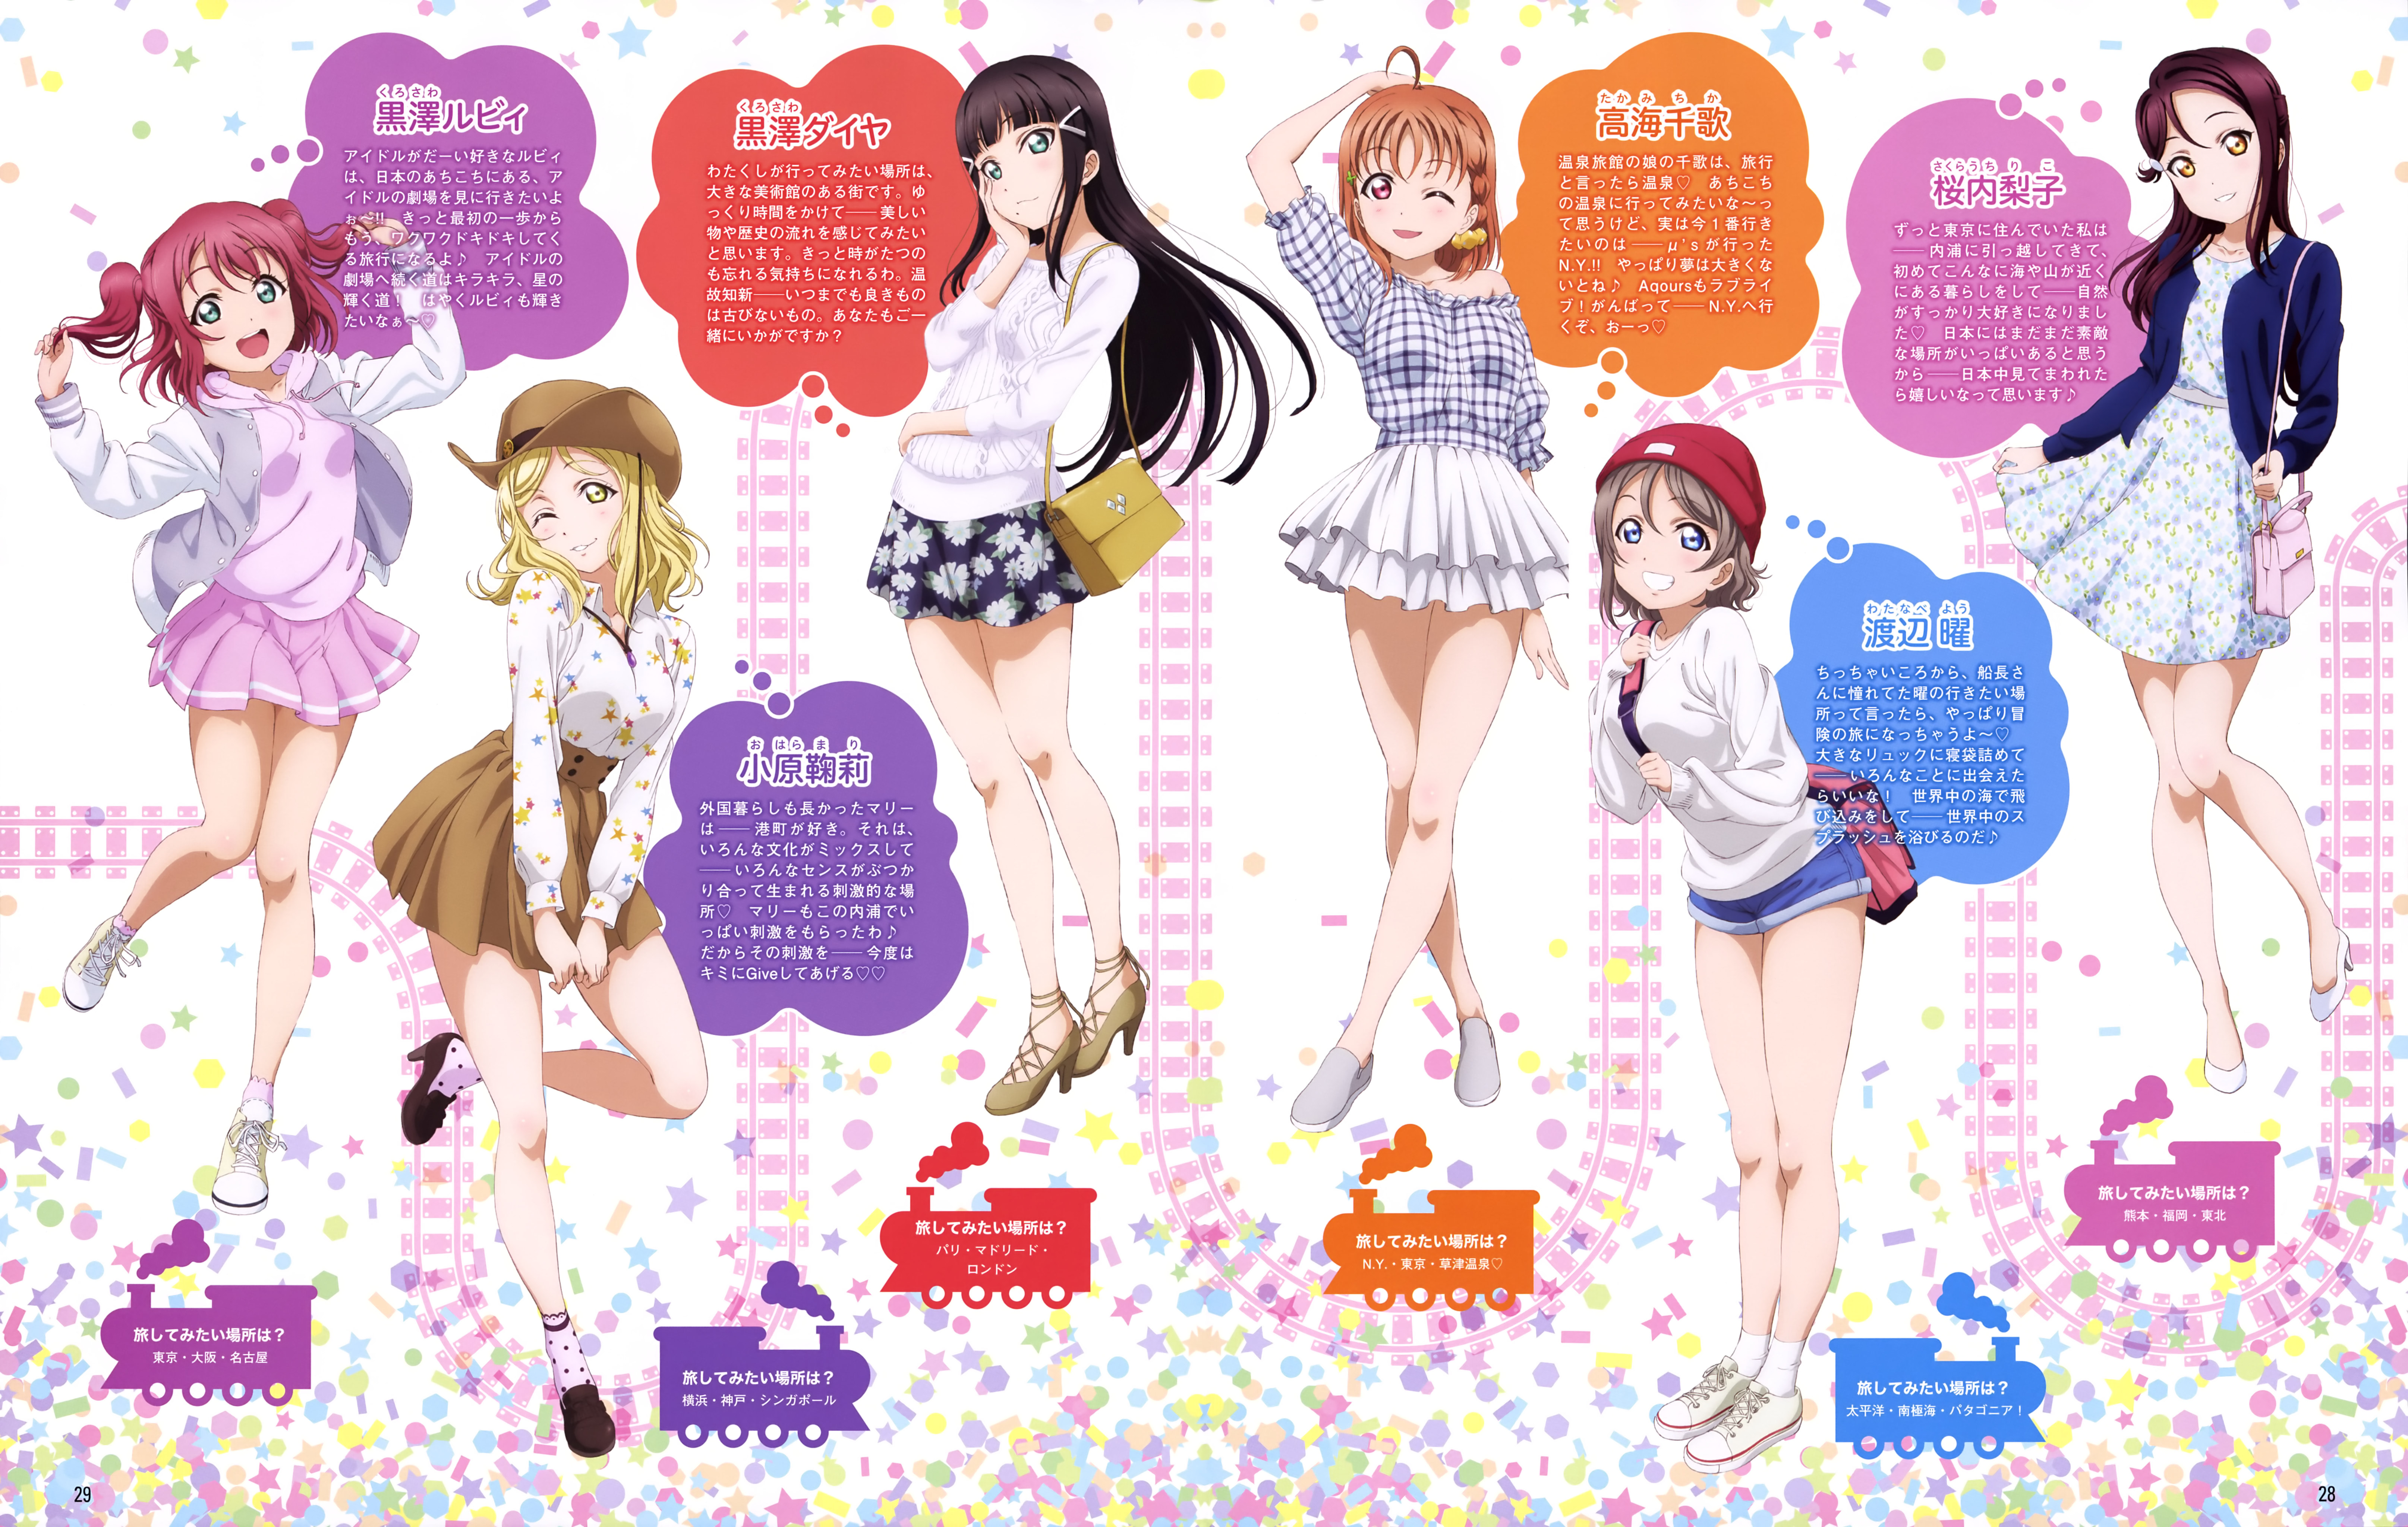 くろさわ
黒澤ルビィ
アイドルがだーい好きなルビィ
は、日本のあちこちにある、ア
イドルの劇場を見に行きたいよ
ぉ〜!!　きっと最初の一歩から
もう、ワクワクドキドキしてく
る旅行になるよ♪　アイドルの
劇場へ続く道はキラキラ、星の
輝く道！　はやくルビィも輝き
たいなぁ〜♡
旅してみたい場所は？
東京・大阪・名古屋
おはらまり
小原鞠莉
外国暮らしも長かったマリー
は──港町が好き。それは、
いろんな文化がミックスして
──いろんなセンスがぶつか
り合って生まれる刺激的な場
所♡　マリーもこの内浦でい
っぱい刺激をもらったわ♪
だからその刺激を──今度は
キミにGiveしてあげる♡♡
旅してみたい場所は？
横浜・神戸・シンガポール
くろさわ
黒澤ダイヤ
わたくしが行ってみたい場所は、
大きな美術館のある街です。ゆ
っくり時間をかけて──美しい
物や歴史の流れを感じてみたい
と思います。きっと時がたつの
も忘れる気持ちになれるわ。温
故知新──いつまでも良きもの
は古びないもの。あなたもご一
緒にいかがですか？
旅してみたい場所は？
パリ・マドリード・
ロンドン
たかみちか
高海千歌
温泉旅館の娘の千歌は、旅行
と言ったら温泉♡　あちこち
の温泉に行ってみたいな〜っ
て思うけど、実は今１番行き
たいのは──μ'sが行った
N.Y.!!　やっぱり夢は大きくな
いとね♪　Aqoursもラブライ
ブ！がんばって──N.Y.へ行
くぞ、おーっ♡
旅してみたい場所は？
N.Y.・東京・草津温泉♡
わたなべ よう
渡辺 曜
ちっちゃいころから、船長さ
んに憧れてた曜の行きたい場
所って言ったら、やっぱり冒
険の旅になっちゃうよ〜♡
大きなリュックに寝袋詰めて
──いろんなことに出会えた
らいいな！　世界中の海で飛
び込みをして──世界中のス
プラッシュを浴びるのだ♪
旅してみたい場所は？
太平洋・南極海・パタゴニア！
さくらうちりこ
桜内梨子
ずっと東京に住んでいた私は
──内浦に引っ越してきて、
初めてこんなに海や山が近く
にある暮らしをして──自然
がすっかり大好きになりまし
た♡　日本にはまだまだ素敵
な場所がいっぱいあると思う
から──日本中見てまわれた
ら嬉しいなって思います♪
旅してみたい場所は？
熊本・福岡・東北
29
28